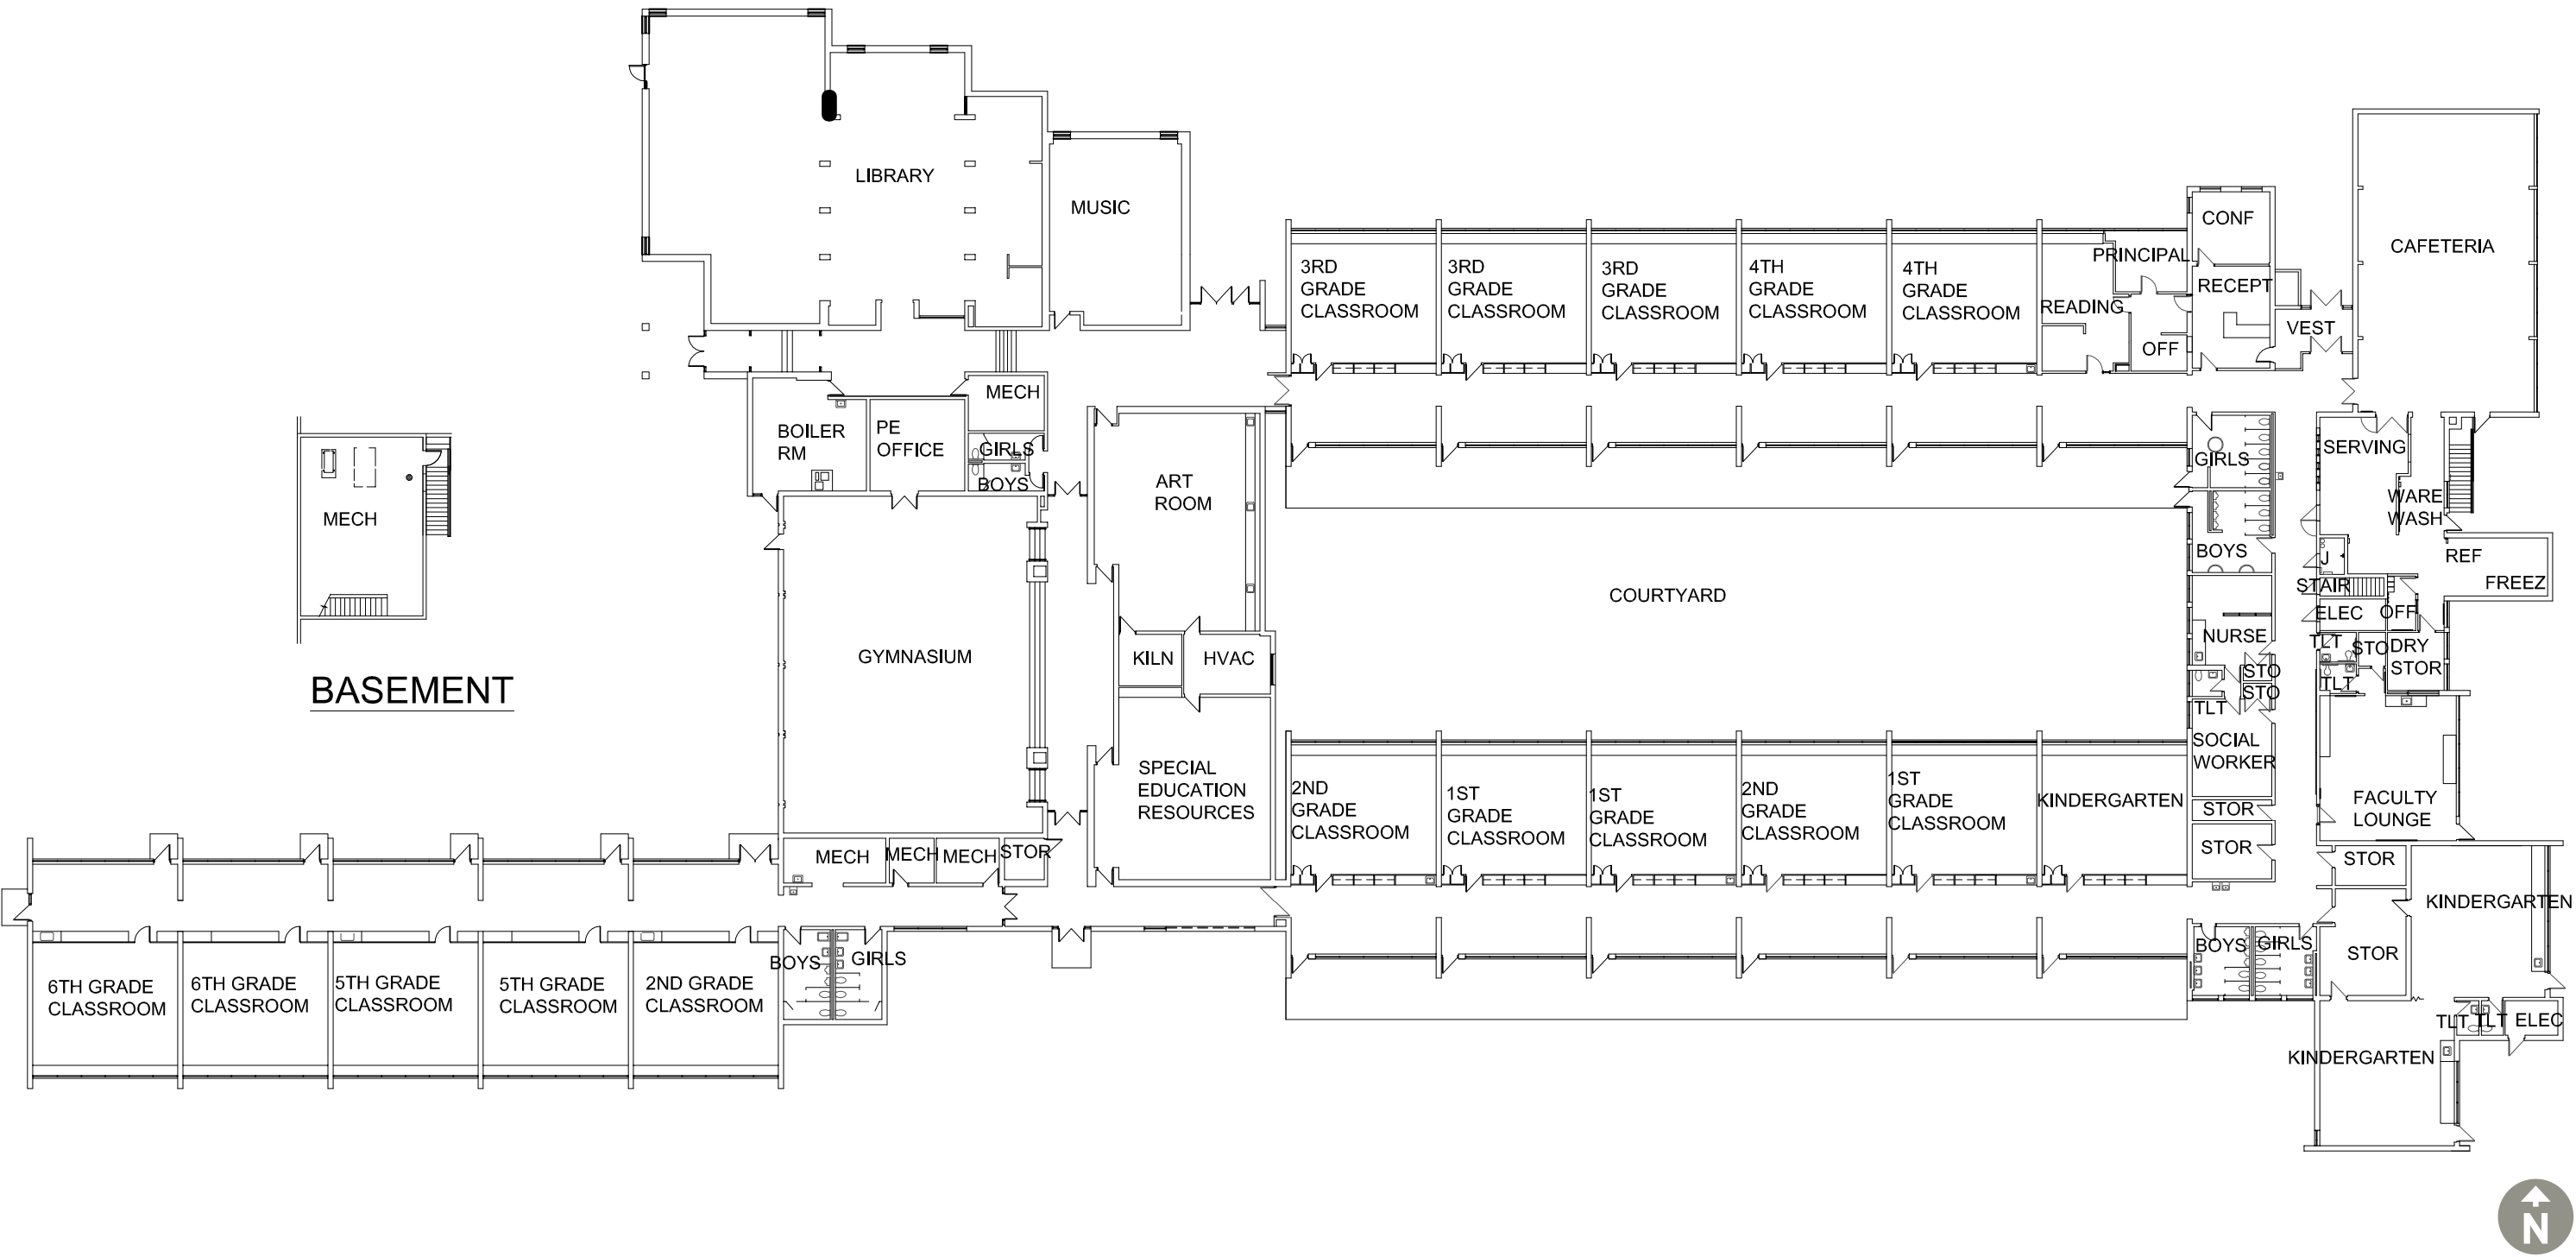 LIBRARY
MUSIC
3RD
GRADE
CLASSROOM
3RD
GRADE
CLASSROOM
3RD
GRADE
CLASSROOM
4TH
GRADE
CLASSROOM
4TH
GRADE
CLASSROOM
READING
PRINCIPAL
OFF
CONF
RECEPT
VEST
CAFETERIA
MECH
BOILER
RM
PE
OFFICE
GIRLS
BOYS
ART
ROOM
GIRLS
BOYS
SERVING
WARE
WASH
REF
FREEZ
J
STAIR
ELEC
OFF
MECH
BASEMENT
GYMNASIUM
KILN
HVAC
COURTYARD
NURSE
STO
STO
TLT
TLT
STO
DRY
STOR
TLT
SOCIAL
WORKER
STOR
STOR
FACULTY
LOUNGE
SPECIAL
EDUCATION
RESOURCES
2ND
GRADE
CLASSROOM
1ST
GRADE
CLASSROOM
1ST
GRADE
CLASSROOM
2ND
GRADE
CLASSROOM
1ST
GRADE
CLASSROOM
KINDERGARTEN
MECH
MECH
MECH
STOR
STOR
KINDERGARTEN
6TH GRADE
CLASSROOM
6TH GRADE
CLASSROOM
5TH GRADE
CLASSROOM
5TH GRADE
CLASSROOM
2ND GRADE
CLASSROOM
BOYS
GIRLS
BOYS
GIRLS
STOR
TLT
TLT
ELEC
KINDERGARTEN
N